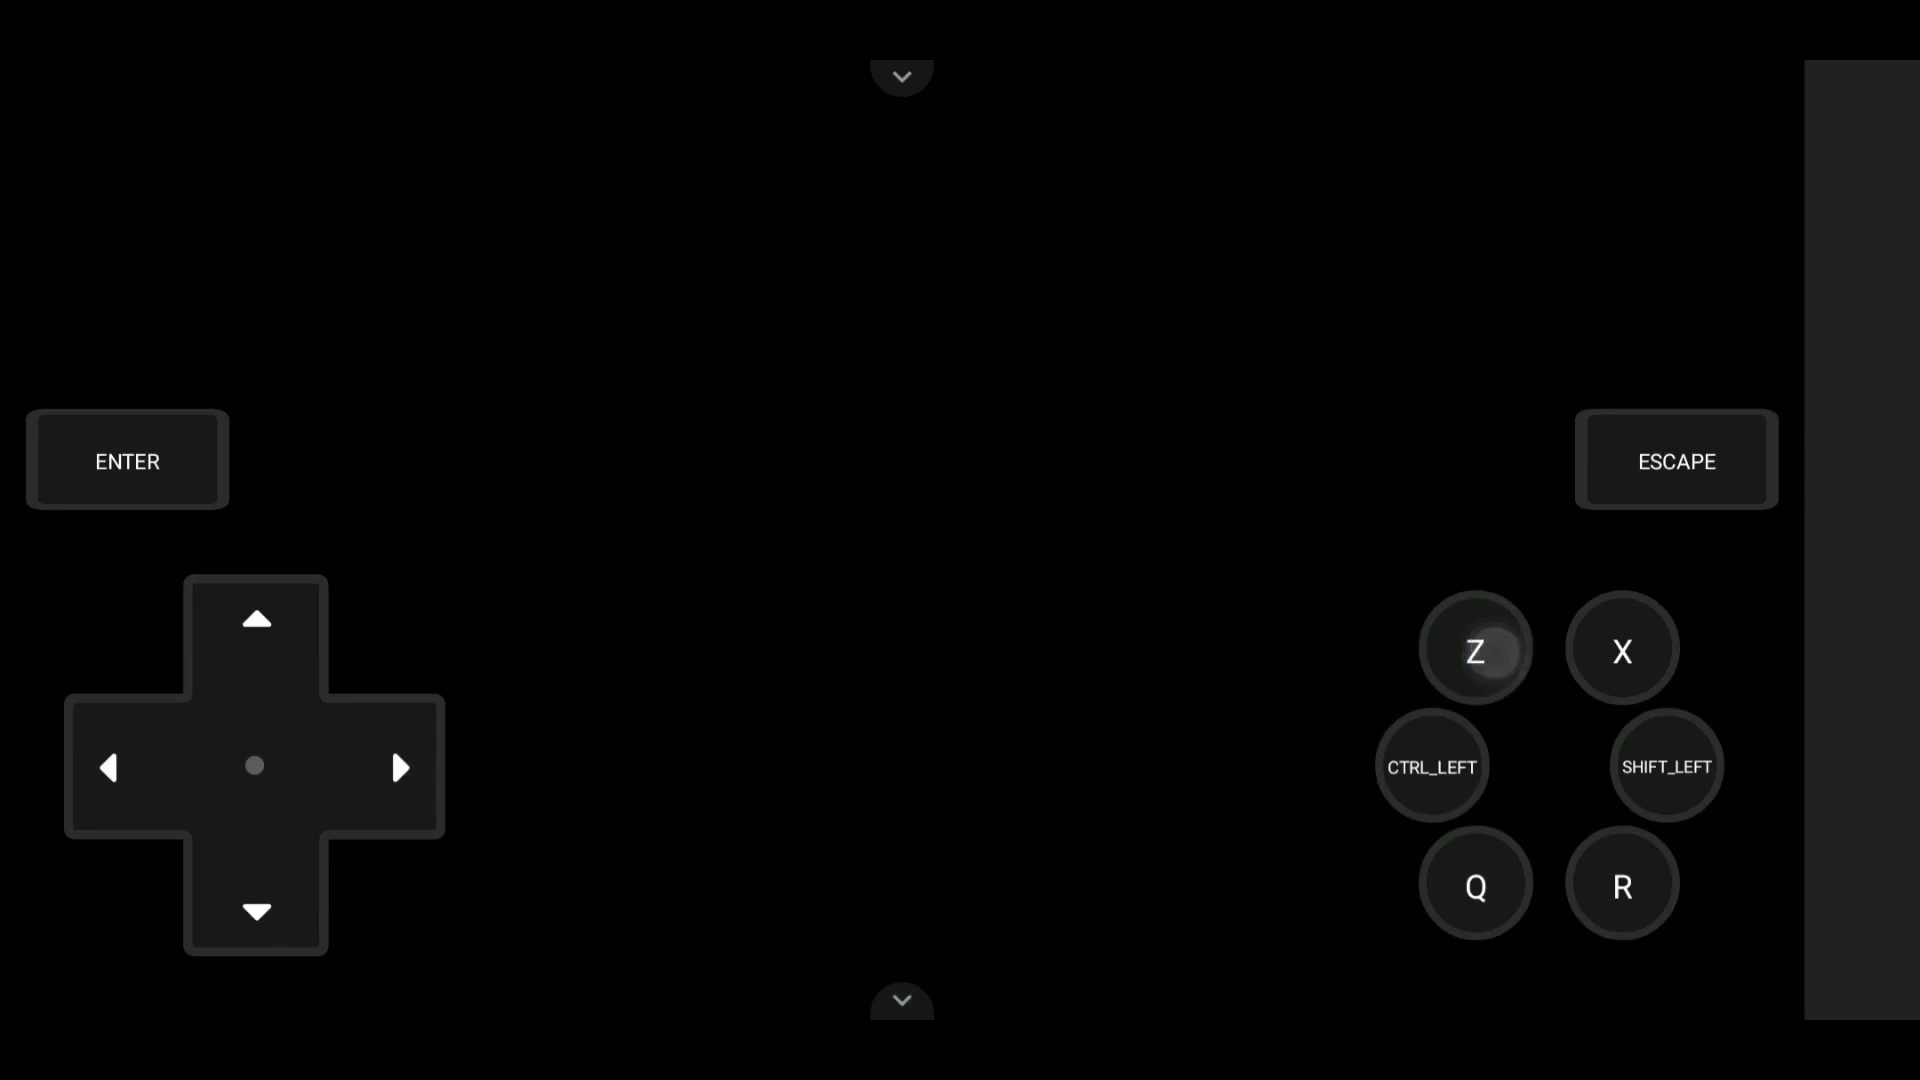 ENTER
ESCAPE
Z
X
CTRL_LEFT
SHIFT_LEFT
Q
R